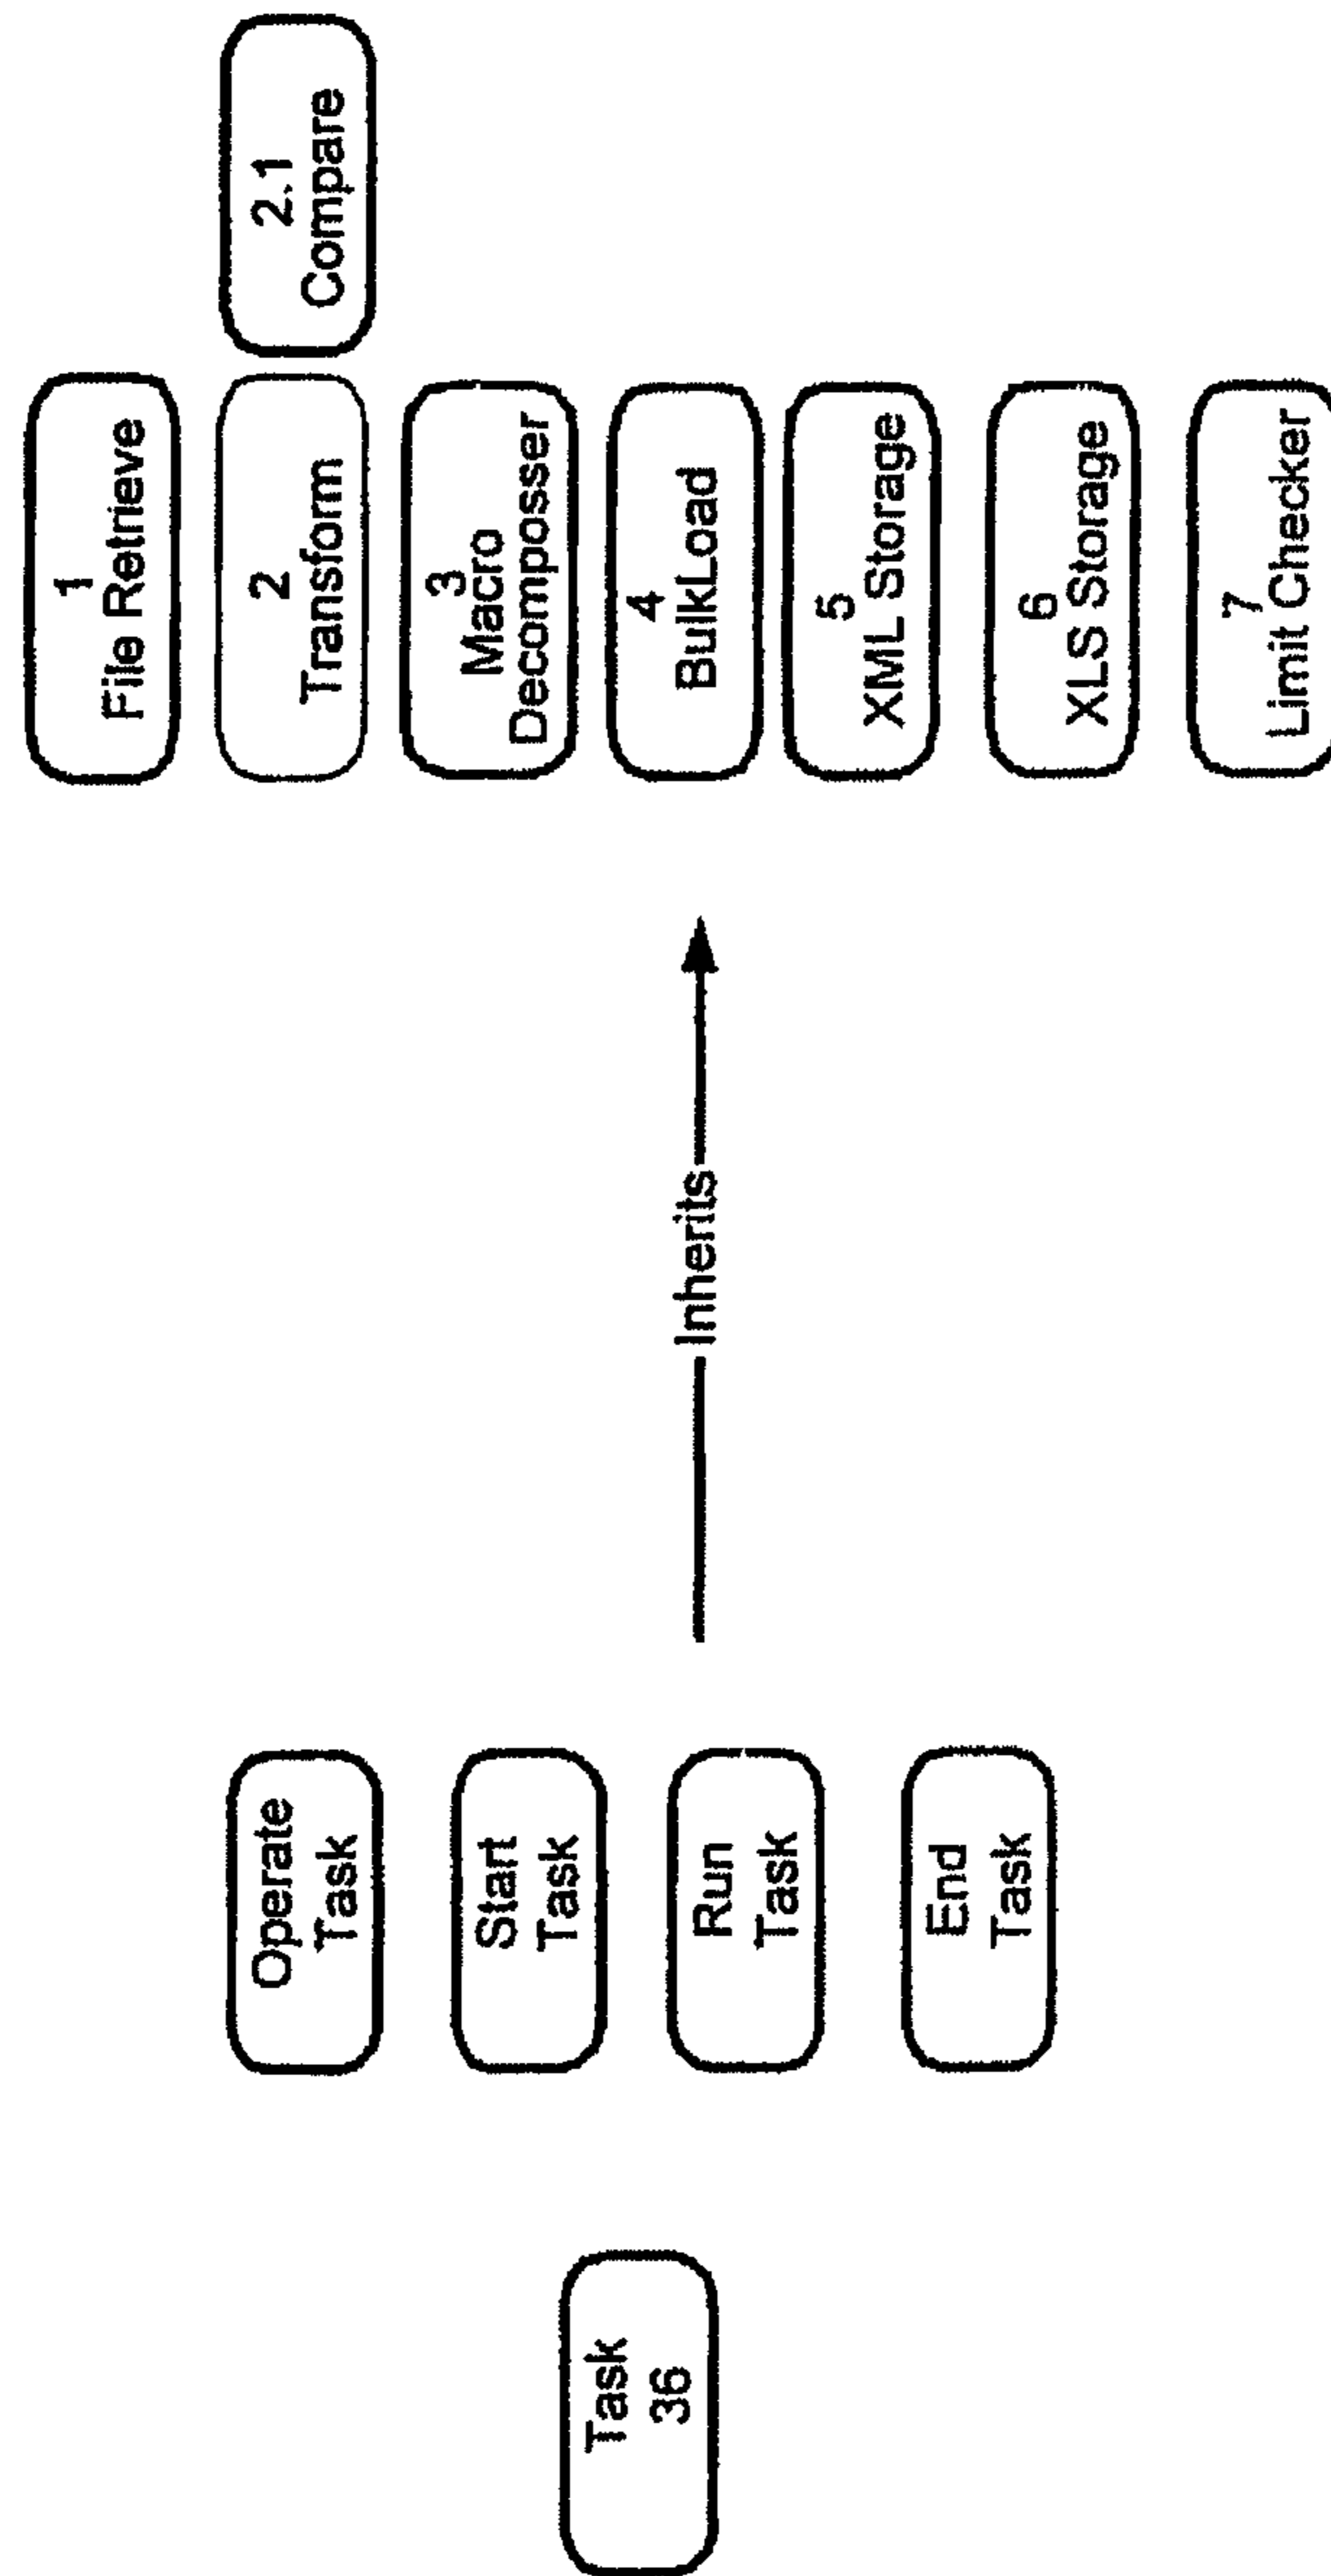 Task
36
Operate
Task
Start
Task
Run
Task
End
Task
Inherits
1
File Retrieve
2
Transform
2.1
Compare
3
Macro
Decomposser
4
BulkLoad
5
XML Storage
6
XLS Storage
7
Limit Checker